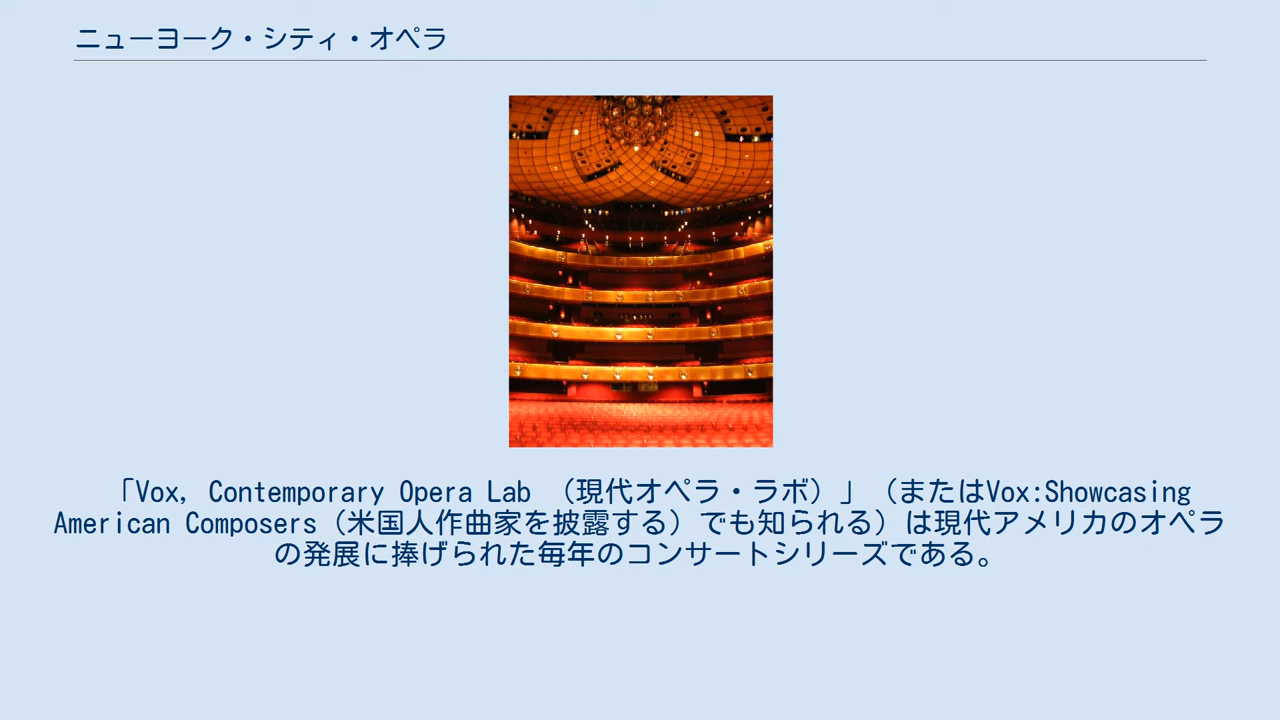 ニューヨーク・シティ・オペラ
「Vox, Contemporary Opera Lab （現代オペラ・ラボ）」（またはVox:Showcasing
American Composers（米国人作曲家を披露する）でも知られる）は現代アメリカのオペラ
の発展に捧げられた毎年のコンサートシリーズである。